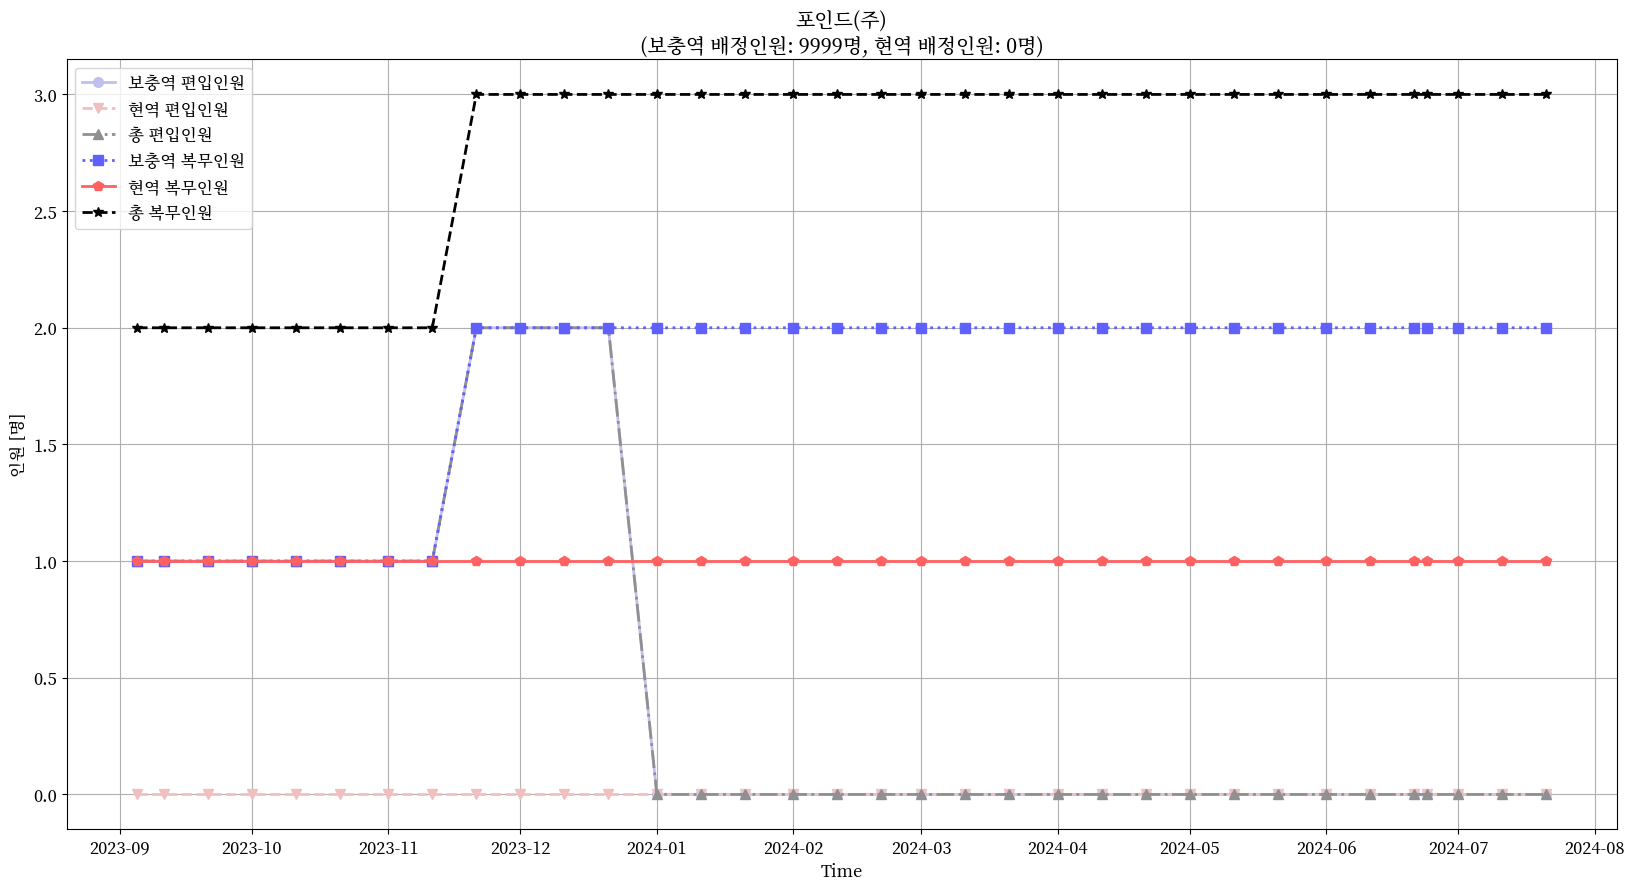 포인드(주)
(보충역 배정인원: 9999명, 현역 배정인원: 0명)
보충역 편입인원
현역 편입인원
총 편입인원
보충역 복무인원
현역 복무인원
총 복무인원
인원 [명]
3.0
2.5
2.0
1.5
1.0
0.5
0.0
2023-09 2023-10 2023-11 2023-12 2024-01 2024-02 2024-03 2024-04 2024-05 2024-06 2024-07 2024-08
Time